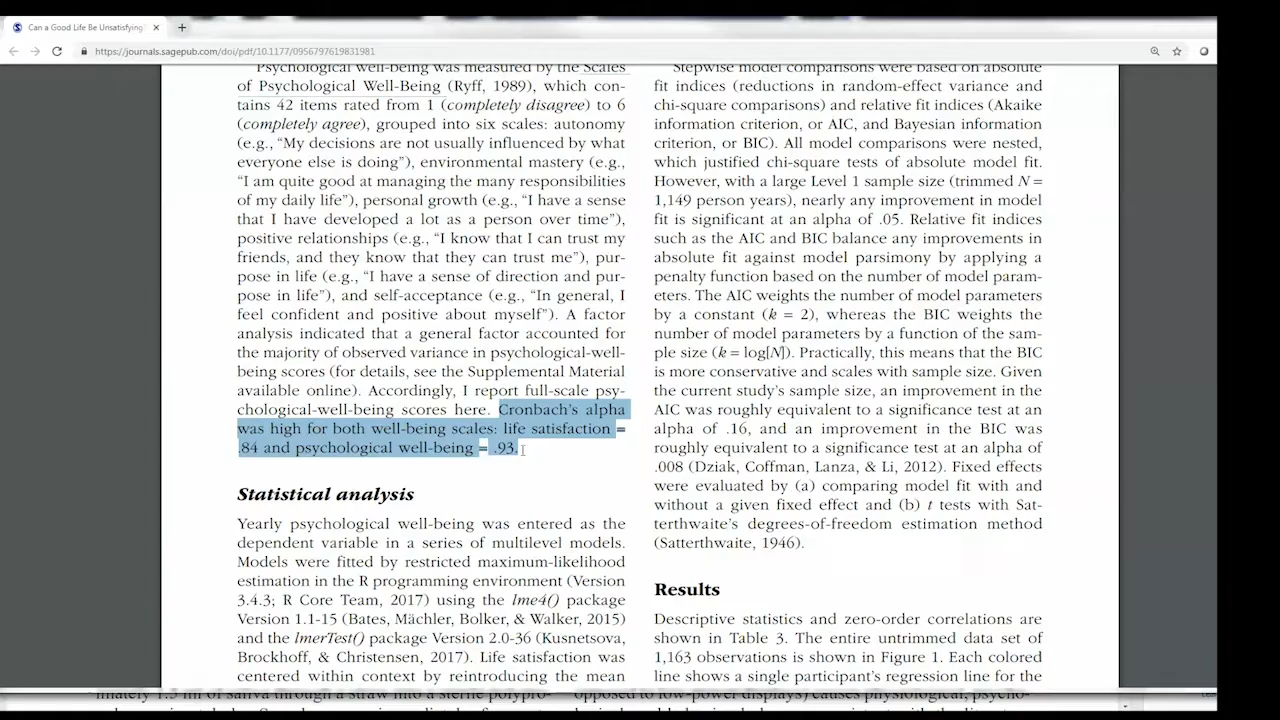 Can a Good Life Be Unsatisfying
https://journals.sagepub.com/doi/pdf/10.1177/0956797619831981
Psychological well-being was measured by the Scales
of Psychological Well-Being (Ryff, 1989), which con-
tains 42 items rated from 1 (completely disagree) to 6
(completely agree), grouped into six scales: autonomy
(e.g., “My decisions are not usually influenced by what
everyone else is doing”), environmental mastery (e.g.,
“I am quite good at managing the many responsibilities
of my daily life”), personal growth (e.g., “I have a sense
that I have developed a lot as a person over time”),
positive relationships (e.g., “I know that I can trust my
friends, and they know that they can trust me”), pur-
pose in life (e.g., “I have a sense of direction and pur-
pose in life”), and self-acceptance (e.g., “In general, I
feel confident and positive about myself”). A factor
analysis indicated that a general factor accounted for
the majority of observed variance in psychological-well-
being scores (for details, see the Supplemental Material
available online). Accordingly, I report full-scale psy-
chological-well-being scores here. Cronbach’s alpha
was high for both well-being scales: life satisfaction =
.84 and psychological well-being = .93.
Statistical analysis
Yearly psychological well-being was entered as the
dependent variable in a series of multilevel models.
Models were fitted by restricted maximum-likelihood
estimation in the R programming environment (Version
3.4.3; R Core Team, 2017) using the lme4() package
Version 1.1-15 (Bates, Mächler, Bolker, & Walker, 2015)
and the lmerTest() package Version 2.0-36 (Kusnetsova,
Brockhoff, & Christensen, 2017). Life satisfaction was
centered within context by reintroducing the mean
Stepwise model comparisons were based on absolute
fit indices (reductions in random-effect variance and
chi-square comparisons) and relative fit indices (Akaike
information criterion, or AIC, and Bayesian information
criterion, or BIC). All model comparisons were nested,
which justified chi-square tests of absolute model fit.
However, with a large Level 1 sample size (trimmed N =
1,149 person years), nearly any improvement in model
fit is significant at an alpha of .05. Relative fit indices
such as the AIC and BIC balance any improvements in
absolute fit against model parsimony by applying a
penalty function based on the number of model param-
eters. The AIC weights the number of model parameters
by a constant (k = 2), whereas the BIC weights the
number of model parameters by a function of the sam-
ple size (k = log[N]). Practically, this means that the BIC
is more conservative and scales with sample size. Given
the current study’s sample size, an improvement in the
AIC was roughly equivalent to a significance test at an
alpha of .16, and an improvement in the BIC was
roughly equivalent to a significance test at an alpha of
.008 (Dziak, Coffman, Lanza, & Li, 2012). Fixed effects
were evaluated by (a) comparing model fit with and
without a given fixed effect and (b) t tests with Sat-
terthwaite’s degrees-of-freedom estimation method
(Satterthwaite, 1946).
Results
Descriptive statistics and zero-order correlations are
shown in Table 3. The entire untrimmed data set of
1,163 observations is shown in Figure 1. Each colored
line shows a single participant’s regression line for the